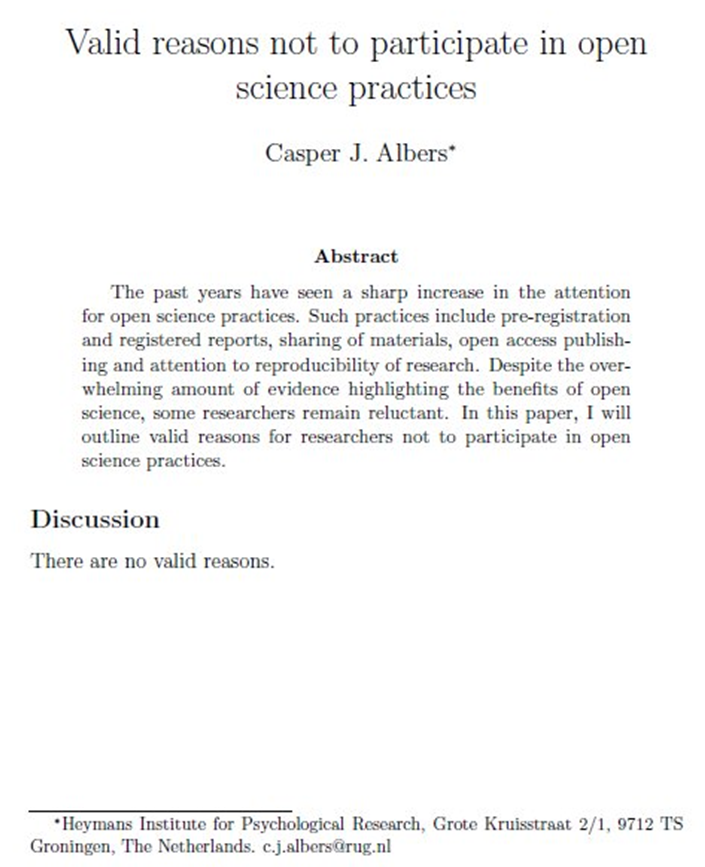 Valid reasons not to participate in open
science practices
Casper J. Albers*
Abstract
The past years have seen a sharp increase in the attention
for open science practices. Such practices include pre-registration
and registered reports, sharing of materials, open access publish-
ing and attention to reproducibility of research. Despite the over-
whelming amount of evidence highlighting the benefits of open
science, some researchers remain reluctant. In this paper, I will
outline valid reasons for researchers not to participate in open
science practices.
Discussion
There are no valid reasons.
*Heymans Institute for Psychological Research, Grote Kruisstraat 2/1, 9712 TS
Groningen, The Netherlands. c.j.albers@rug.nl